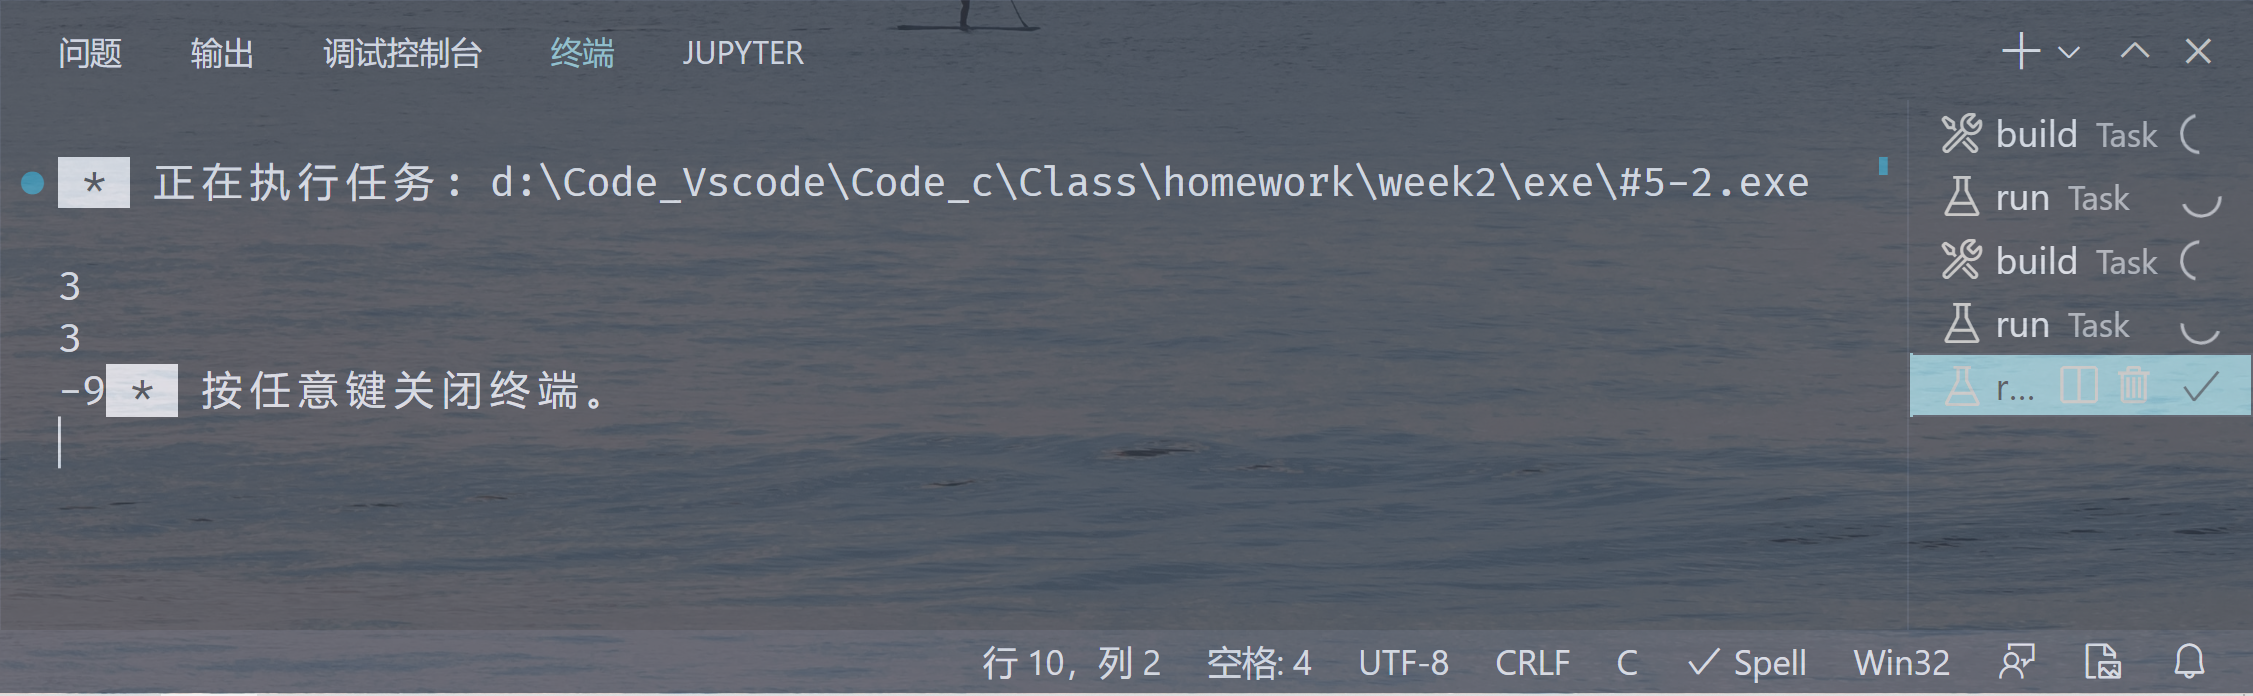 问题 输出 调试控制台 终端 JUPYTER
* 正在执行任务: d:\Code_Vscode\Code_c\Class\homework\week2\exe\#5-2.exe
3
3
-9 * 按任意键关闭终端。
build Task
run Task
build Task
run Task
r...
行 10, 列 2 空格: 4 UTF-8 CRLF C Spell Win32